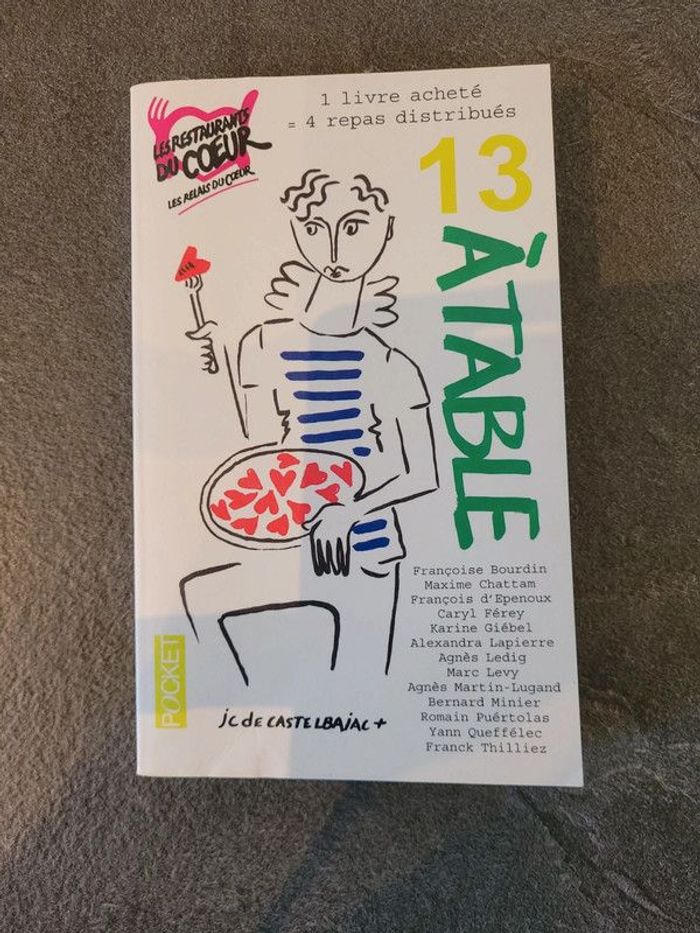 LES RESTAURANTS
DU COEUR
LES RELAIS DU COEUR
1 livre acheté
= 4 repas distribués
13
À TABLE
Françoise Bourdin
Maxime Chattam
François d'Epenoux
Caryl Férey
Karine Giébel
Alexandra Lapierre
Agnès Ledig
Marc Levy
Agnès Martin-Lugand
Bernard Minier
Romain Puértolas
Yann Queffélec
Franck Thilliez
POCKET
jc de CASTELBAJAC +